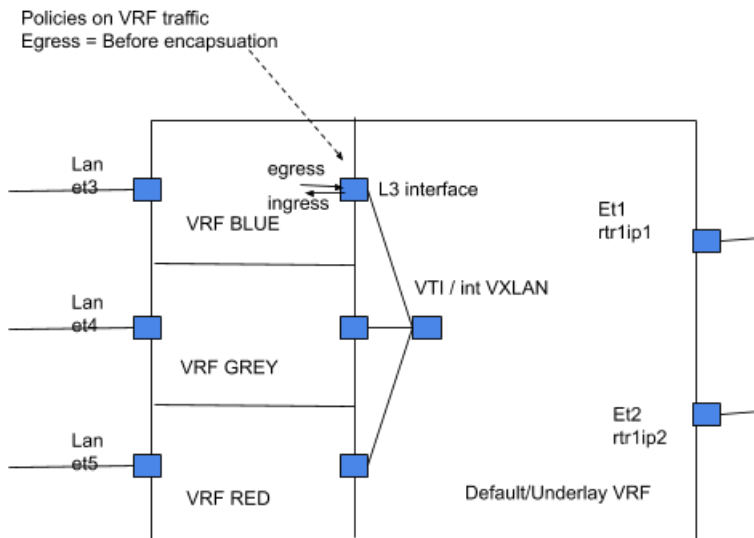 Policies on VRF traffic
Egress = Before encapsuation
Lan
et3
egress
ingress
L3 interface
VRF BLUE
Et1
rtr1ip1
VTI / int VXLAN
Lan
et4
VRF GREY
Et2
rtr1ip2
Lan
et5
VRF RED
Default/Underlay VRF